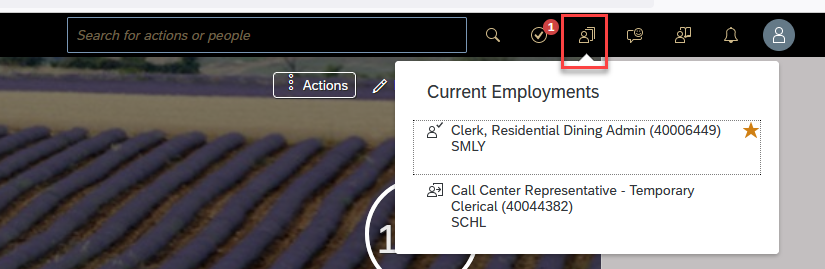 Search for actions or people
1
Actions
Current Employments
Clerk, Residential Dining Admin (40006449)
SMLY
Call Center Representative - Temporary
Clerical (40044382)
SCHL
1